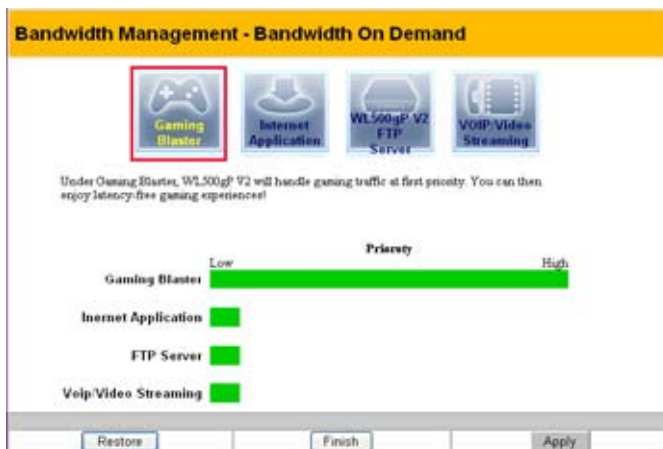 Bandwidth Management - Bandwidth On Demand
Gaming
Blaster
Internet
Application
WL500gP V2
FTP
Server
VOIP/Video
Streaming
Under Gaming Blaster, WL500gP V2 will handle gaming traffic at first priority. You can then
enjoy latency-free gaming experiences!
Priority
Low High
Gaming Blaster
Inernet Application
FTP Server
Voip/Video Streaming
Restore Finish Apply